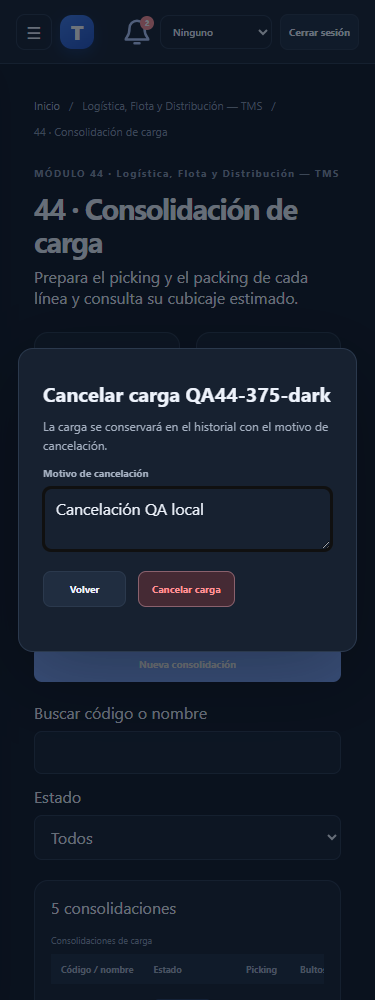 ☰ T 2 Ninguno Cerrar sesión
Inicio / Logística, Flota y Distribución — TMS /
44 · Consolidación de carga
MÓDULO 44 · Logística, Flota y Distribución — TMS
44 · Consolidación de
carga
Prepara el picking y el packing de cada
línea y consulta su cubicaje estimado.
Cancelar carga QA44-375-dark
La carga se conservará en el historial con el motivo de
cancelación.
Motivo de cancelación
Cancelación QA local
Volver Cancelar carga
Nueva consolidación
Buscar código o nombre
Estado
Todos
5 consolidaciones
Consolidaciones de carga
Código / nombre Estado Picking Bulto